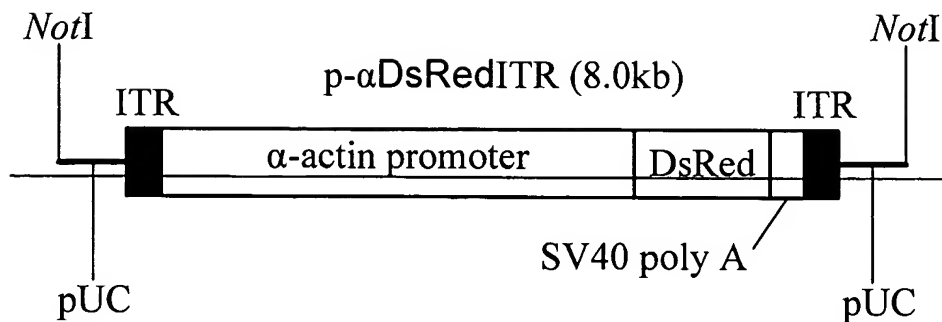 NotI
NotI
p-αDsRedITR (8.0kb)
ITR
ITR
α-actin promoter
DsRed
SV40 poly A
pUC
pUC